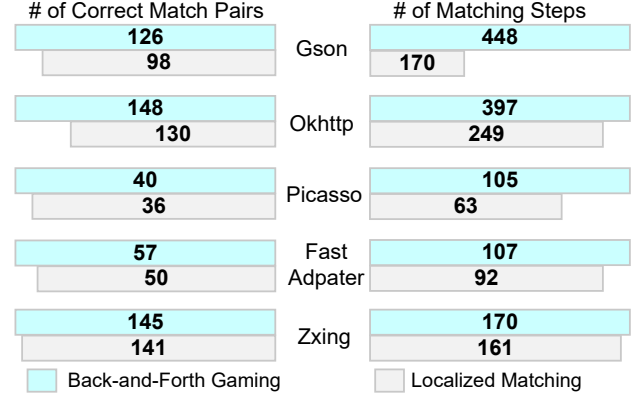 # of Correct Match Pairs
# of Matching Steps
126
98
Gson
448
170
148
130
Okhttp
397
249
40
36
Picasso
105
63
57
50
Fast
Adpater
107
92
145
141
Zxing
170
161
Back-and-Forth Gaming
Localized Matching